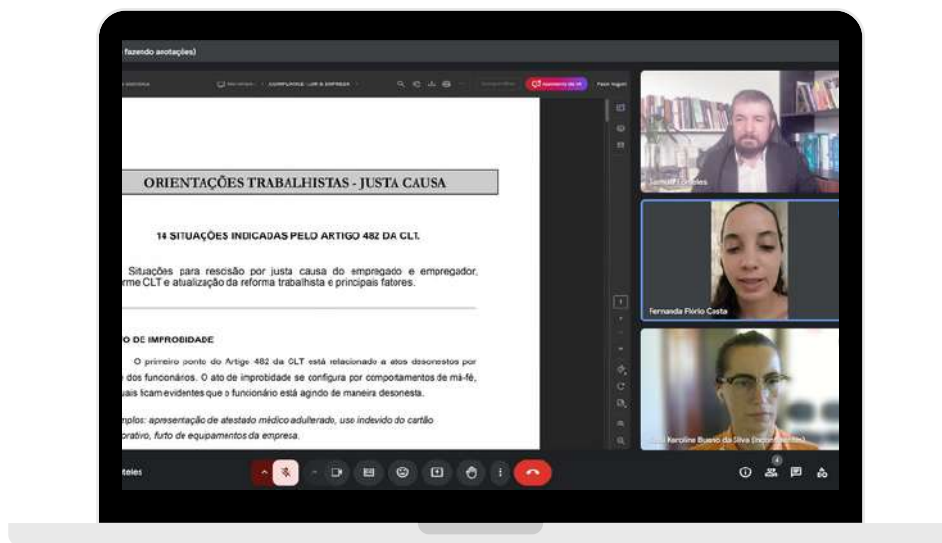 fazendo anotações)
ORIENTAÇÕES TRABALHISTAS - JUSTA CAUSA
14 SITUAÇÕES INDICADAS PELO ARTIGO 482 DA CLT.
Situações para rescisão por justa causa do empregado e empregador,
rme CLT e atualização da reforma trabalhsta e principais fatores.
O DE IMPROBIDADE
O primeiro ponto do Artigo 482 da CLT está relacionado a atos desonestos por
dos funcionários. O ato de improbidade se configura por comportamentos de má-fé,
uais ficam evidentes que o funcionário está agindo de maneira desonesta.
mplos: apresentação de atestado médico adulterado, uso indevido do cartão
orativo, furto de equipamentos da empresa.
Fernanda Flório Costa
Keroline Bueno da Silva
teles
1
4